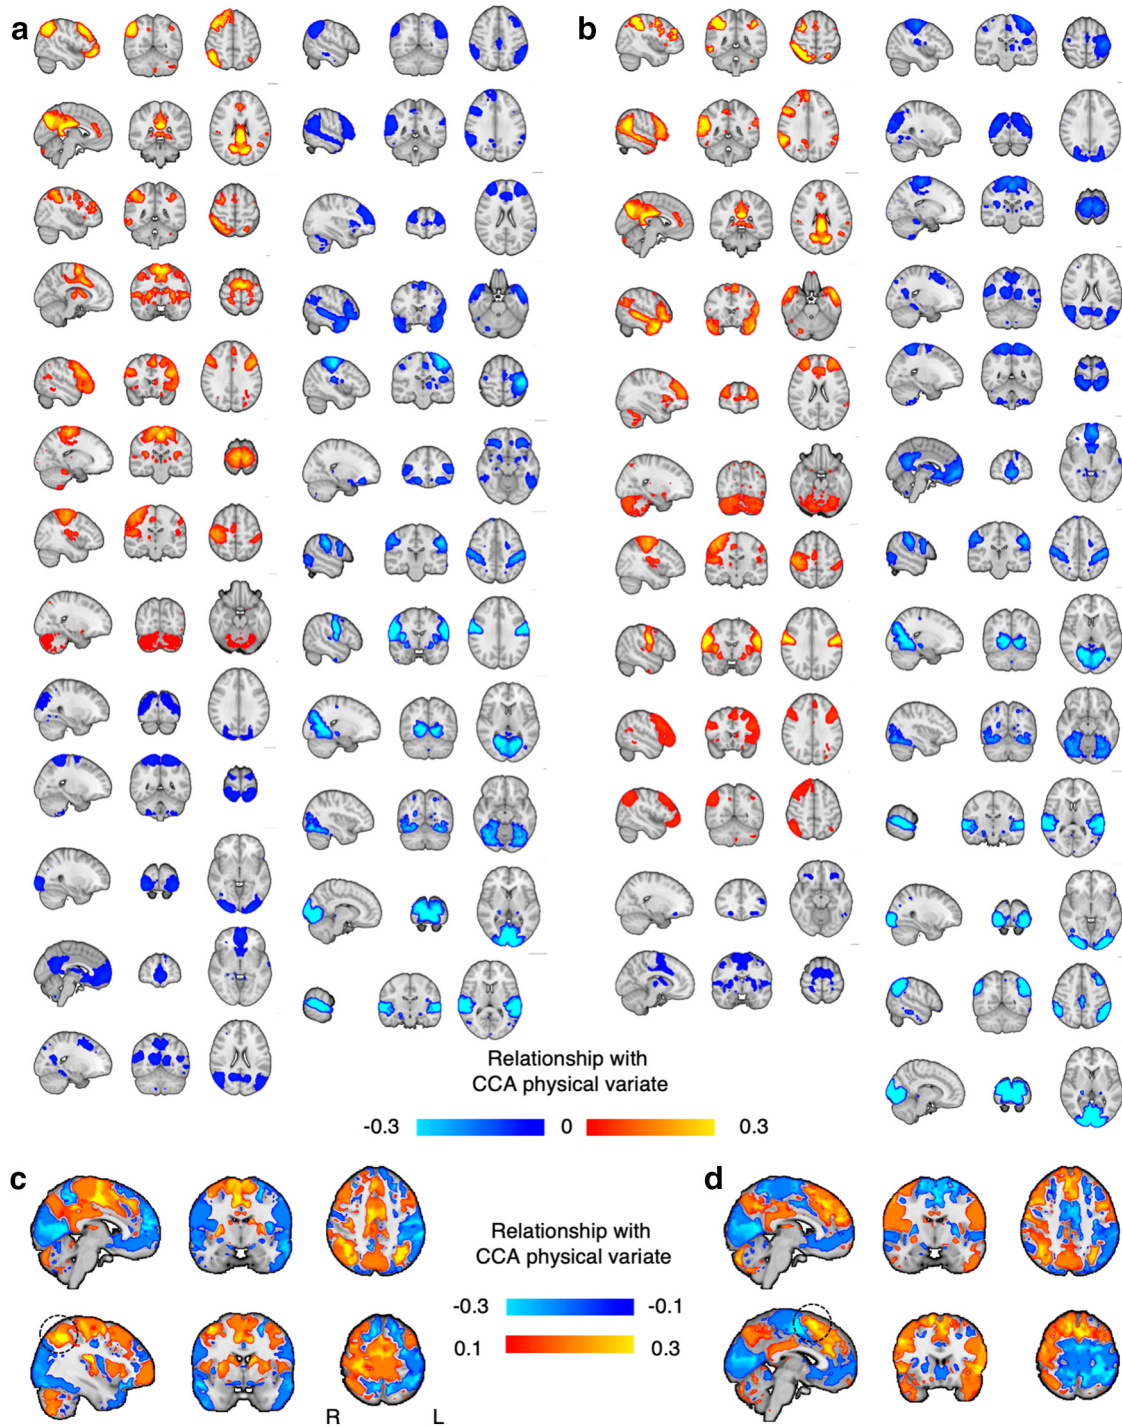 a
b
Relationship with
CCA physical variate
-0.3
0
0.3
c
d
Relationship with
CCA physical variate
-0.3
-0.1
0.1
0.3
R
L